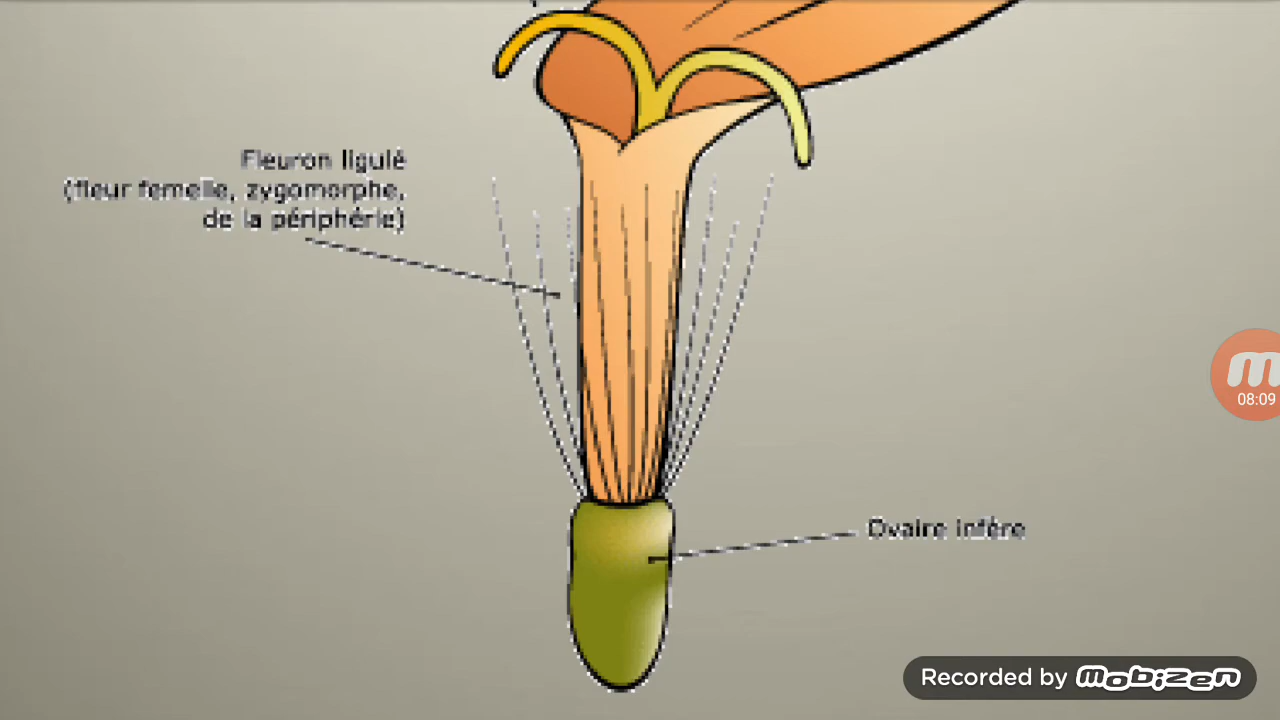 Fleuron ligulé
(fleur femelle, zygomorphe,
de la périphérie)
08:09
Ovaire infère
Recorded by mobizen